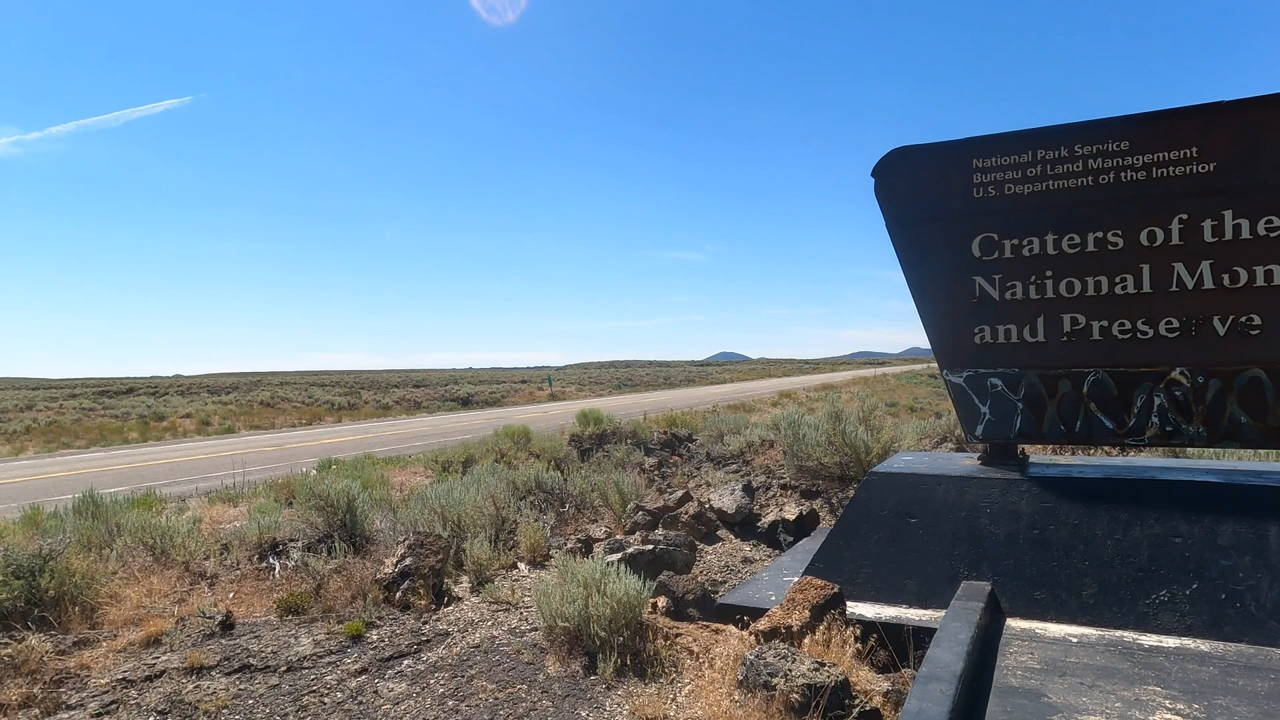 National Park Service
Bureau of Land Management
U.S. Department of the Interior
Craters of the
National Mon
and Preserve